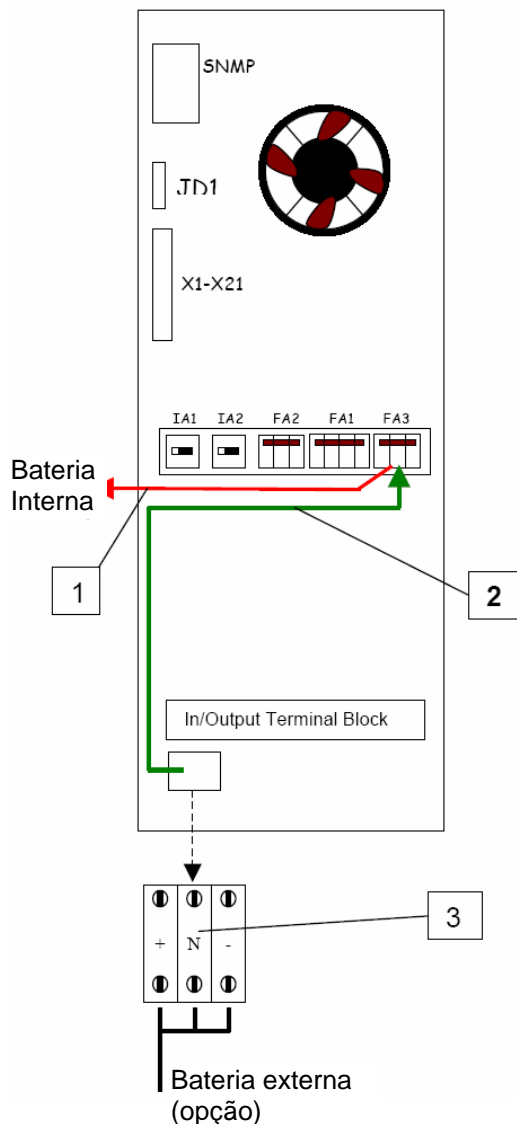 SNMP
JD1
X1-X21
IA1 IA2 FA2 FA1 FA3
Bateria
Interna
1
2
In/Output Terminal Block
3
+ N -
Bateria externa
(opção)